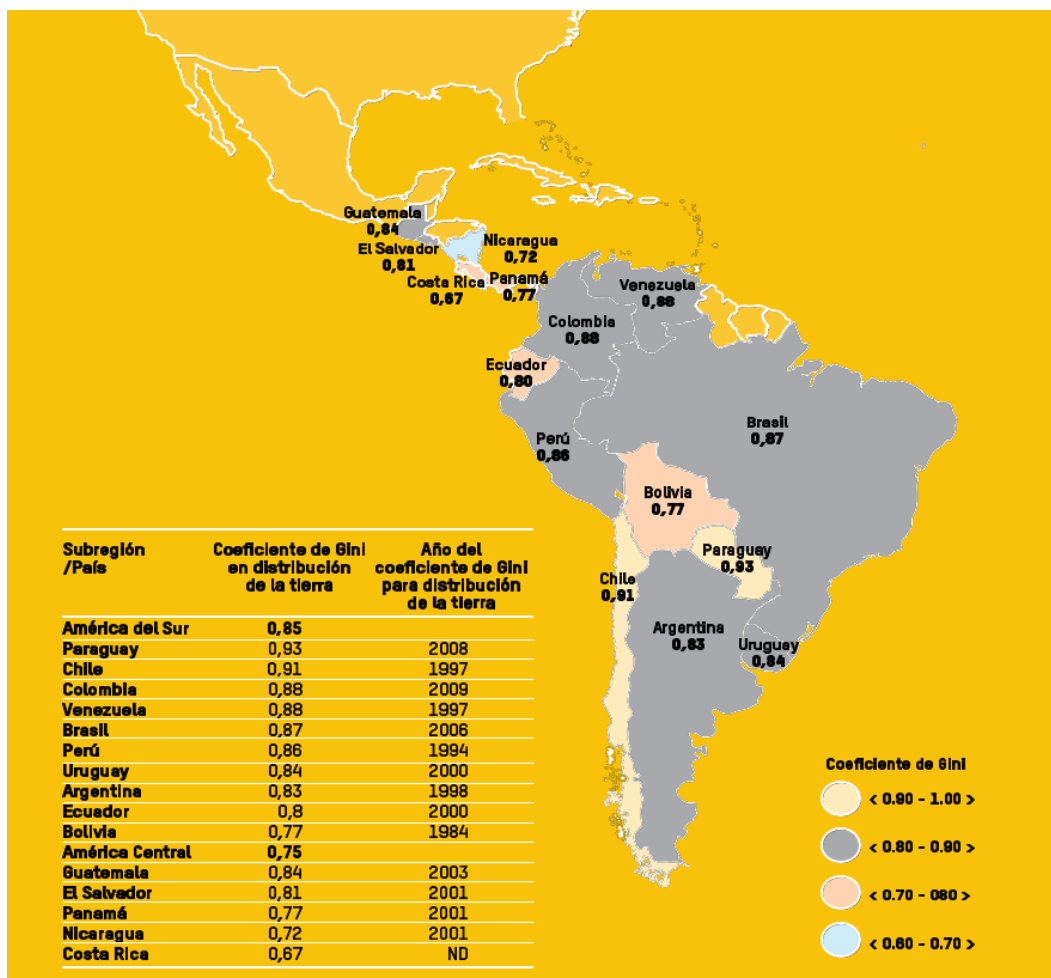 Guatemala
0,84
El Salvador
0,81
Nicaragua
0,72
Costa Rica
0,67
Panamá
0,77
Venezuela
0,88
Colombia
0,88
Ecuador
0,80
Brasil
0,87
Perú
0,86
Bolivia
0,77
Paraguay
0,93
Chile
0,91
Argentina
0,83
Uruguay
0,84
Subregión /País Coeficiente de Gini en distribución de la tierra Año del coeficiente de Gini para distribución de la tierra
América del Sur 0,85
Paraguay 0,93 2008
Chile 0,91 1997
Colombia 0,88 2009
Venezuela 0,88 1997
Brasil 0,87 2006
Perú 0,86 1994
Uruguay 0,84 2000
Argentina 0,83 1998
Ecuador 0,8 2000
Bolivia 0,77 1984
América Central 0,75
Guatemala 0,84 2003
El Salvador 0,81 2001
Panamá 0,77 2001
Nicaragua 0,72 2001
Costa Rica 0,67 ND
Coeficiente de Gini
< 0.90 - 1.00 >
< 0.80 - 0.90 >
< 0.70 - 080 >
< 0.60 - 0.70 >